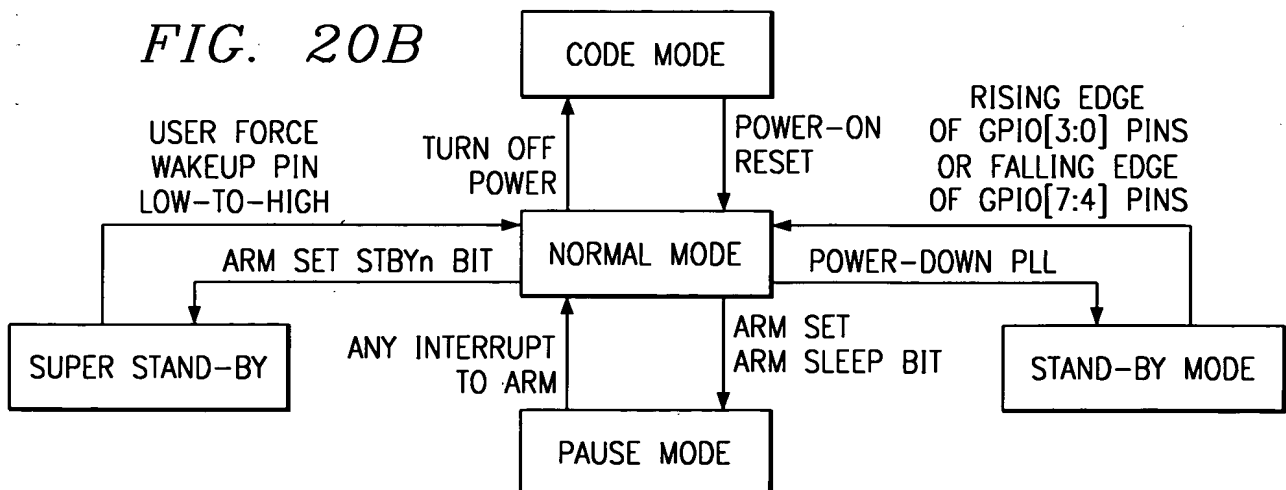 FIG. 20B
CODE MODE
USER FORCE
WAKEUP PIN
LOW-TO-HIGH
TURN OFF
POWER
POWER-ON
RESET
RISING EDGE
OF GPIO[3:0] PINS
OR FALLING EDGE
OF GPIO[7:4] PINS
ARM SET STBYn BIT
NORMAL MODE
POWER-DOWN PLL
SUPER STAND-BY
ANY INTERRUPT
TO ARM
ARM SET
ARM SLEEP BIT
STAND-BY MODE
PAUSE MODE